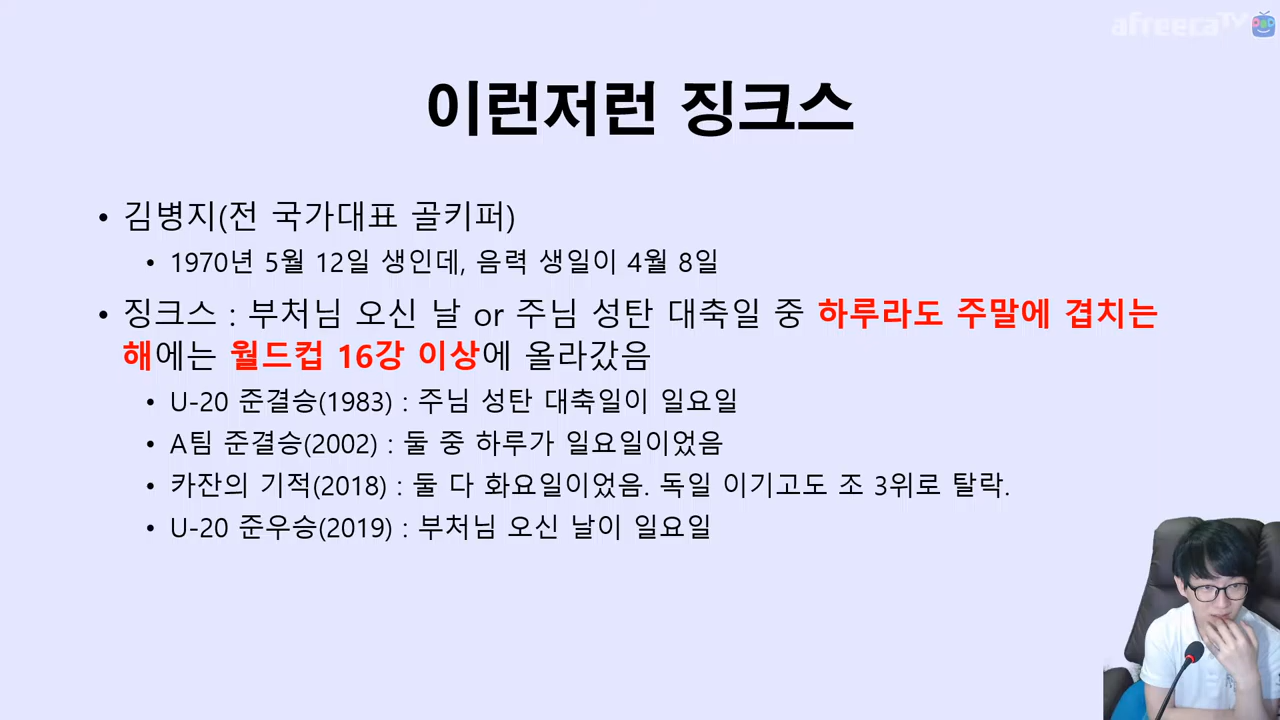 afreecaTV
이런저런 징크스
• 김병지(전 국가대표 골키퍼)
• 1970년 5월 12일 생인데, 음력 생일이 4월 8일
• 징크스 : 부처님 오신 날 or 주님 성탄 대축일 중 하루라도 주말에 겹치는
해에는 월드컵 16강 이상에 올라갔음
• U-20 준결승(1983) : 주님 성탄 대축일이 일요일
• A팀 준결승(2002) : 둘 중 하루가 일요일이었음
• 카잔의 기적(2018) : 둘 다 화요일이었음. 독일 이기고도 조 3위로 탈락.
• U-20 준우승(2019) : 부처님 오신 날이 일요일